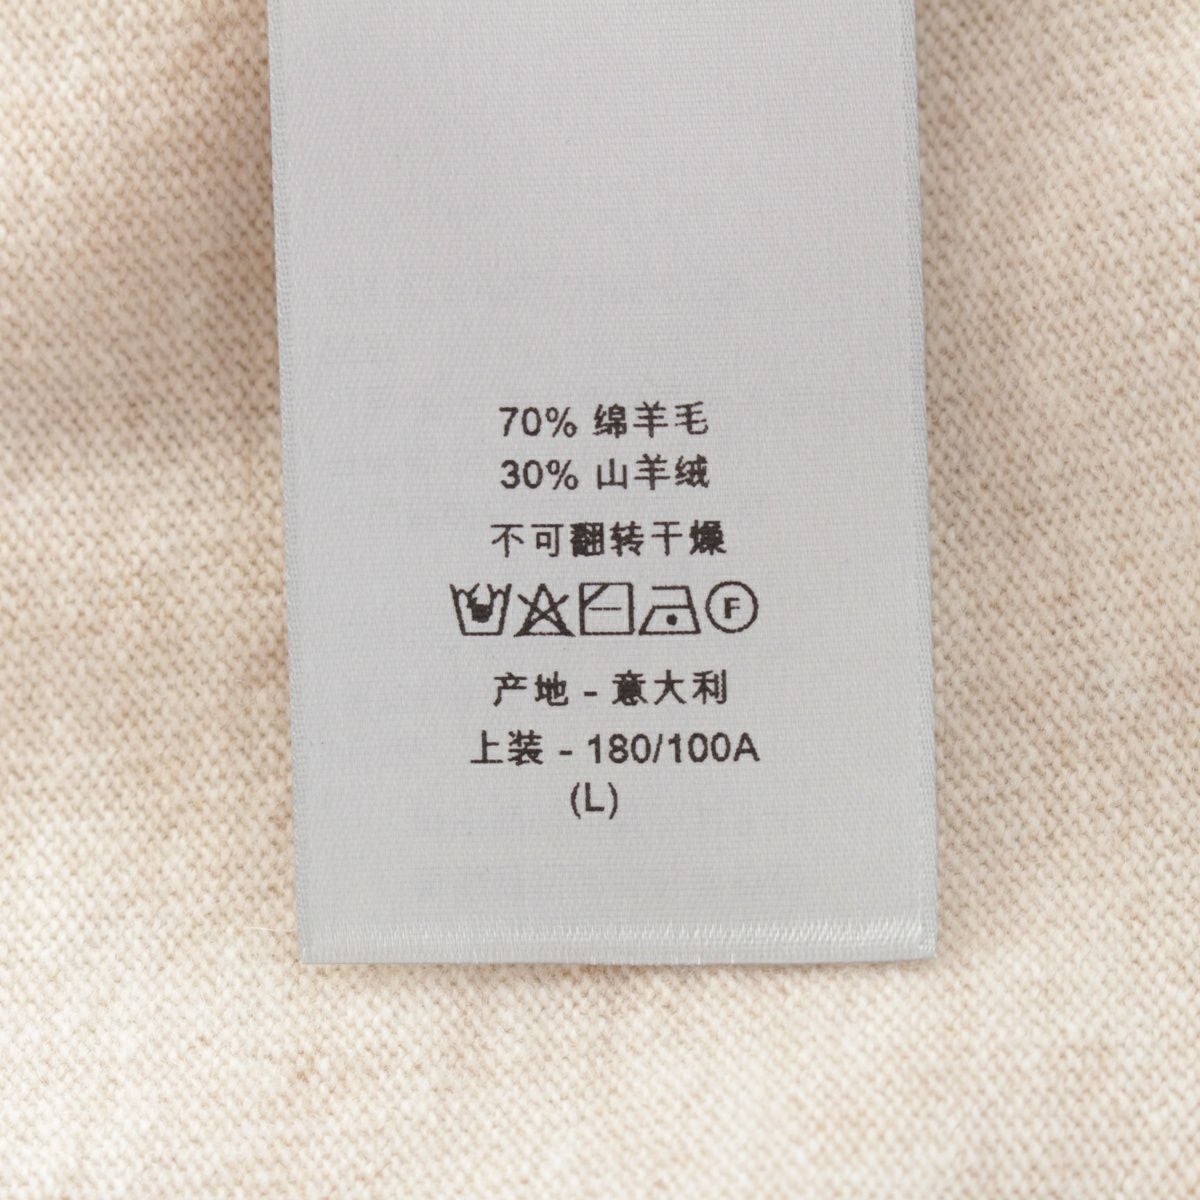 70% 绵羊毛
30% 山羊绒
不可翻转干燥
F
产地 - 意大利
上装 - 180/100A
(L)